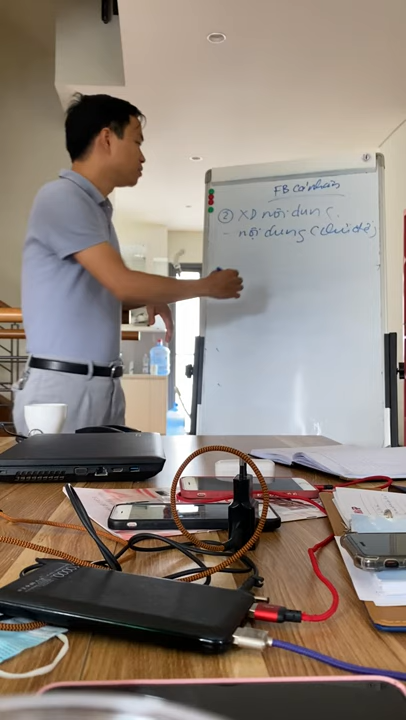 FB cá nhân
② XD nội dung.
- nội dung (chủ đề)